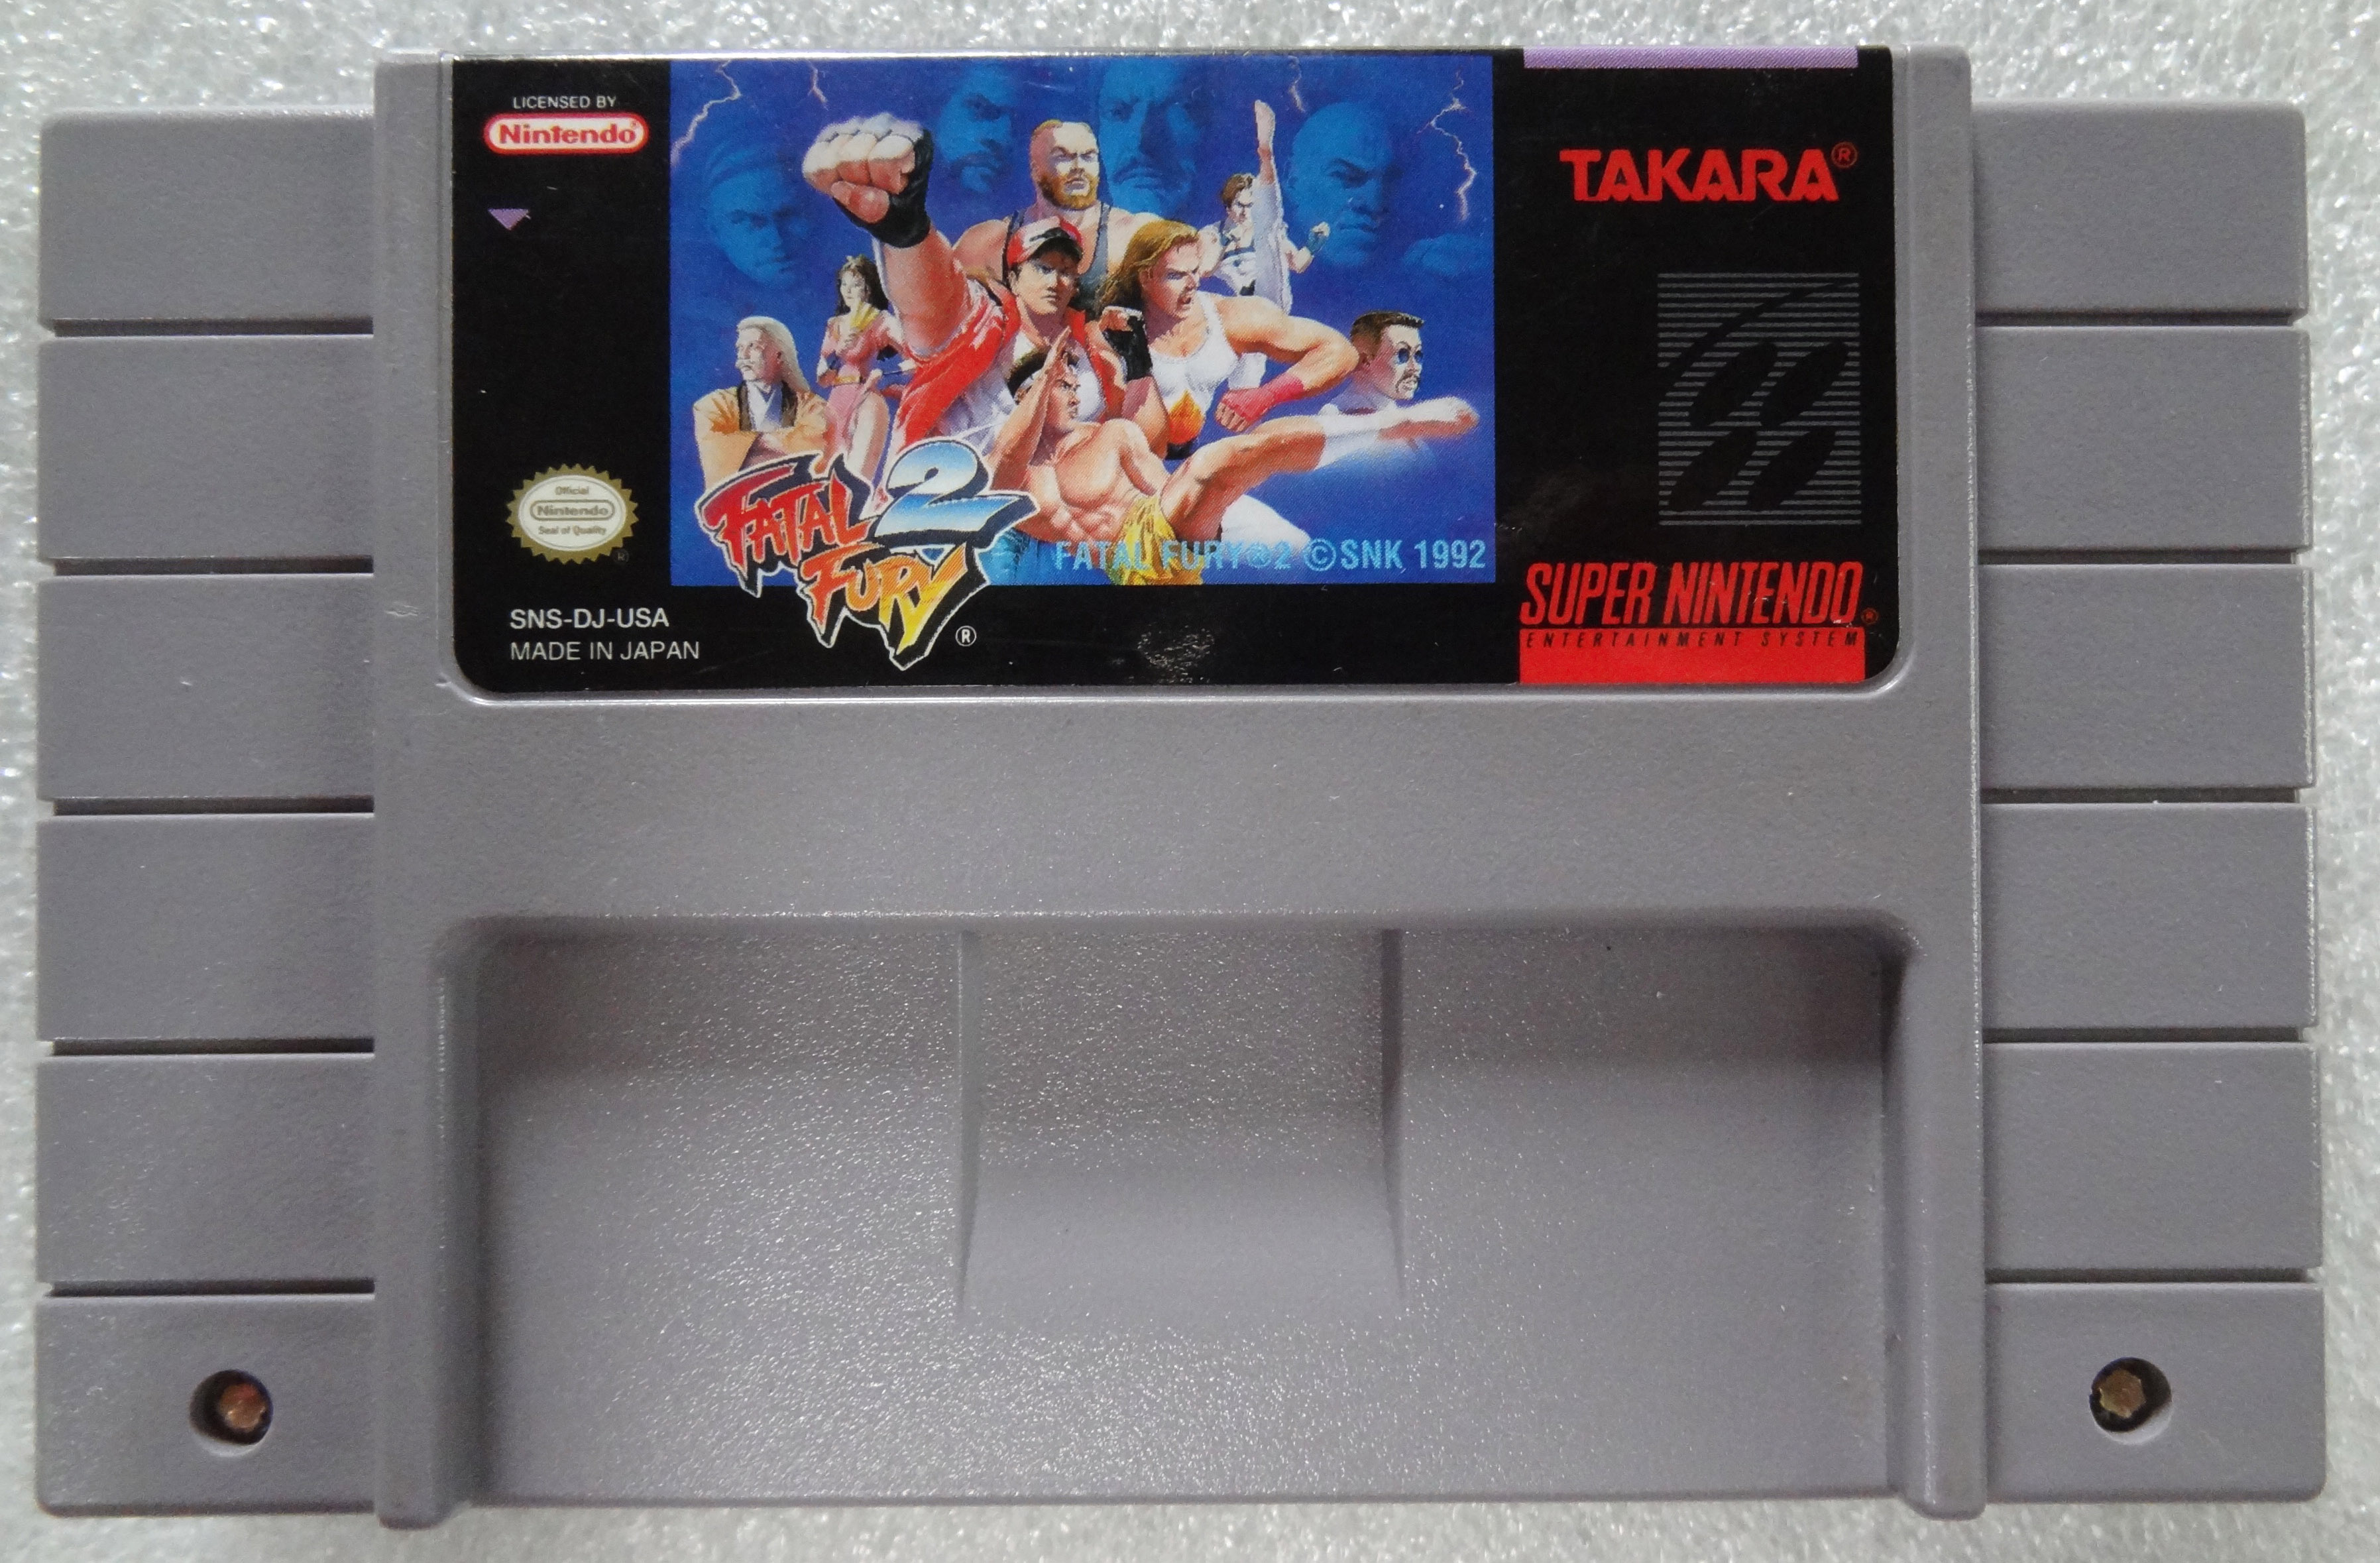 LICENSED BY
Nintendo®
TAKARA®
Official
Nintendo
Seal of Quality
®
FATAL
FURY 2
®
FATAL FURY®2 ©SNK 1992
SNS-DJ-USA
MADE IN JAPAN
SUPER NINTENDO®
ENTERTAINMENT SYSTEM